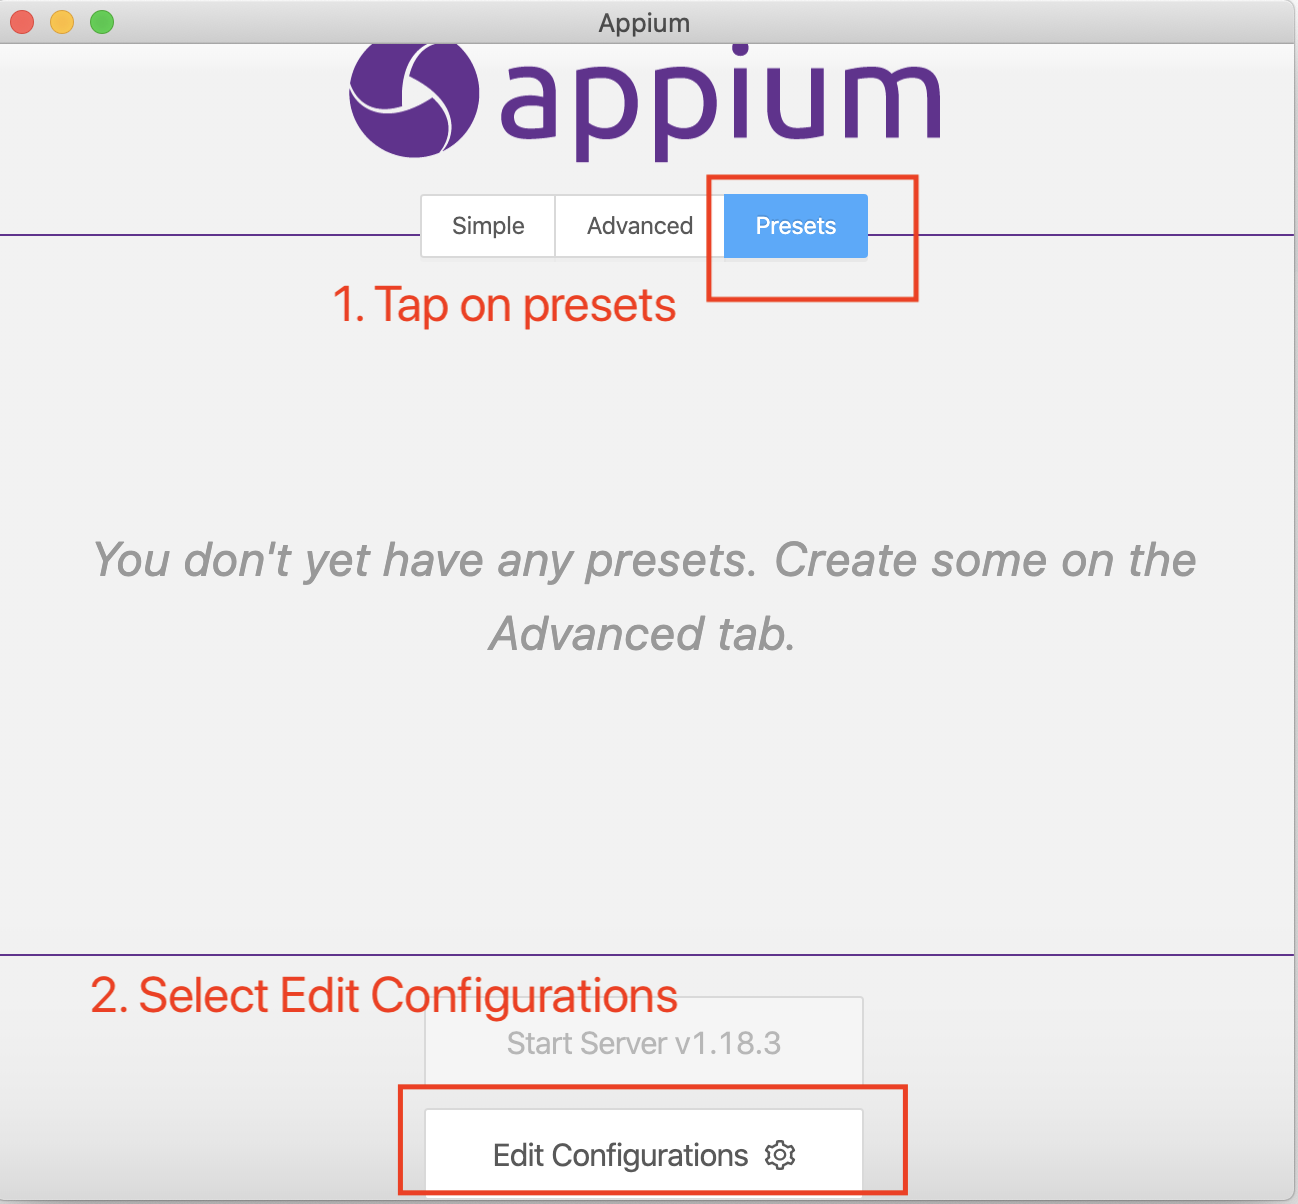 Appium
appium
Simple
Advanced
Presets
1. Tap on presets
You don't yet have any presets. Create some on the
Advanced tab.
2. Select Edit Configurations
Start Server v1.18.3
Edit Configurations